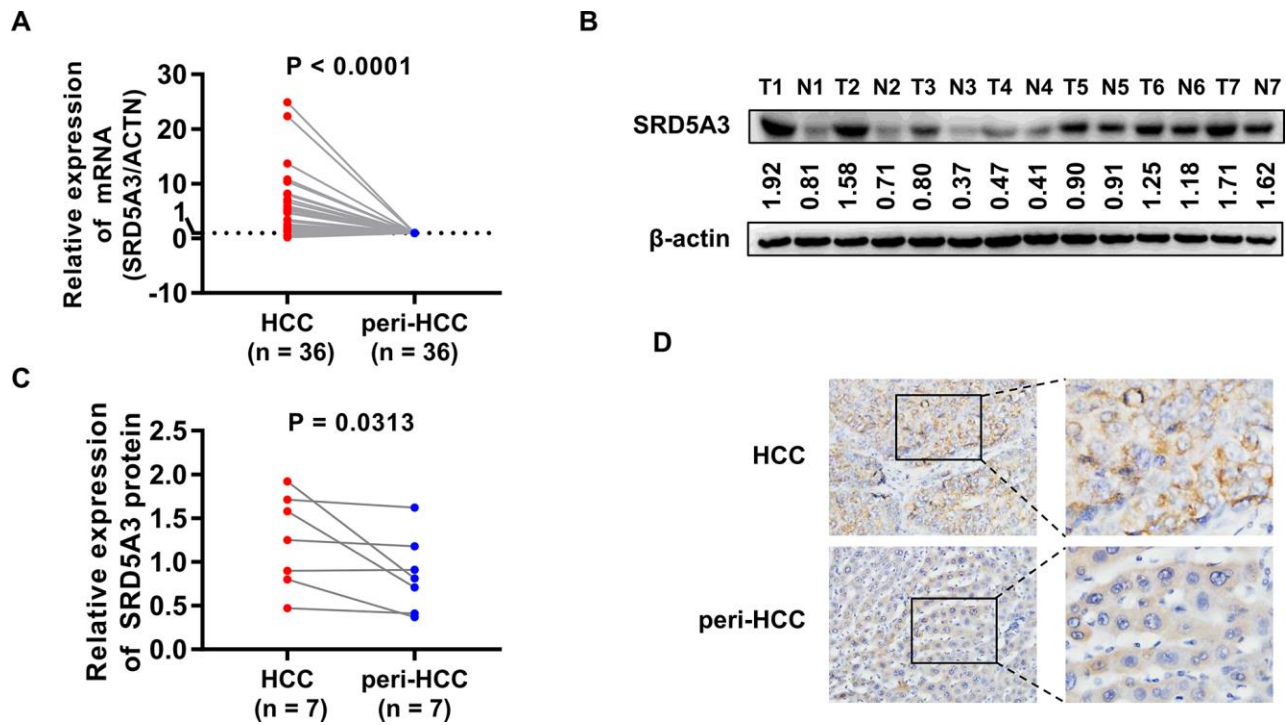 A
P < 0.0001
Relative expression
of mRNA
(SRD5A3/ACTN)
30
20
10
1
0
-10
HCC
(n = 36)
peri-HCC
(n = 36)
B
T1 N1 T2 N2 T3 N3 T4 N4 T5 N5 T6 N6 T7 N7
SRD5A3
1.92 0.81 1.58 0.71 0.80 0.37 0.47 0.41 0.90 0.91 1.25 1.18 1.71 1.62
β-actin
C
P = 0.0313
Relative expression
of SRD5A3 protein
2.5
2.0
1.5
1.0
0.5
0.0
HCC
(n = 7)
peri-HCC
(n = 7)
D
HCC
peri-HCC